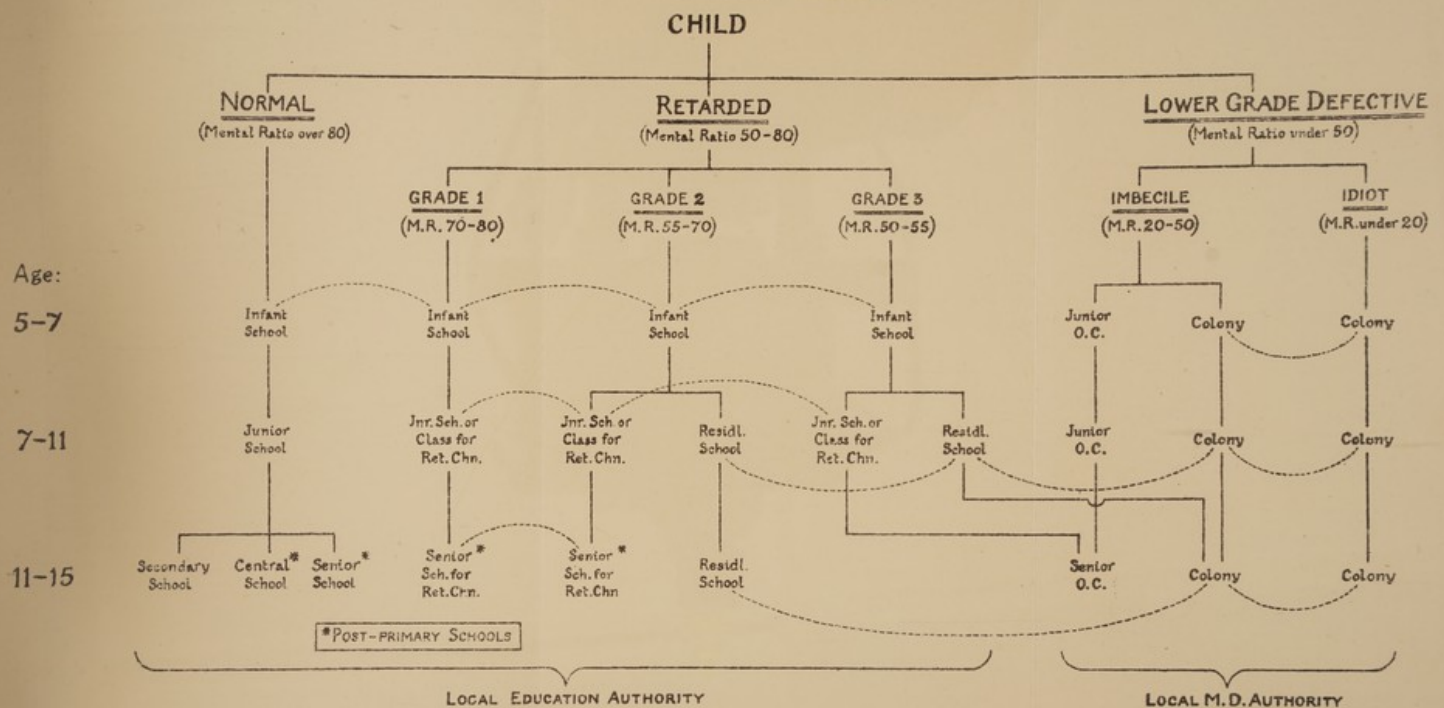 CHILD
NORMAL
(Mental Ratio over 80)
RETARDED
(Mental Ratio 50-80)
LOWER GRADE DEFECTIVE
(Mental Ratio under 50)
GRADE 1
(M.R. 70-80)
GRADE 2
(M.R. 55-70)
GRADE 3
(M.R. 50-55)
IMBECILE
(M.R. 20-50)
IDIOT
(M.R. under 20)
Age:
5-7
Infant
School
Infant
School
Infant
School
Infant
School
Junior
O.C.
Colony
Colony
7-11
Junior
School
Jnr. Sch. or
Class for
Ret. Chn.
Jnr. Sch. or
Class for
Ret. Chn.
Residl.
School
Jnr. Sch. or
Class for
Ret. Chn.
Residl.
School
Junior
O.C.
Colony
Colony
11-15
Secondary
School
Central*
School
Senior*
School
Senior*
Sch. for
Ret. Chn.
Senior*
Sch. for
Ret. Chn
Residl.
School
Senior
O.C.
Colony
Colony
*POST-PRIMARY SCHOOLS
LOCAL EDUCATION AUTHORITY
LOCAL M.D. AUTHORITY